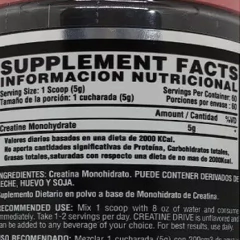 SUPPLEMENT FACTS
INFORMACION NUTRICIONAL
Serving Size: 1 Scoop (5g) Servings Per Container: 60
Tamaño de la porción: 1 cucharada (5g) Porciones por envase: 60
Amount / Cantidad %VD
Creatine Monohydrate 5g -
Valores diarios basados en una dieta de 2000 KCal.
No aporta cantidades significativas de Proteína, Carbohidratos totales,
Grasas totales, saturadas con respecto a una dieta de en mas 2000Kcal.
Ingredientes: Creatina Monohidrato. PUEDE CONTENER DERIVADOS DE
LECHE, HUEVO Y SOJA.
Suplemento Dietario en polvo a base de Monohidrato de Creatina.
RECOMMENDED USE: Mix 1 scoop with 8 oz of water and consume
immediately. Take 1-2 servings per day. CREATINE DRIVE is unflavored and
can be added to any beverage of your choice for best results.
USO RECOMENDADO: Mezclar 1 cucharada (5g) con 200ml de